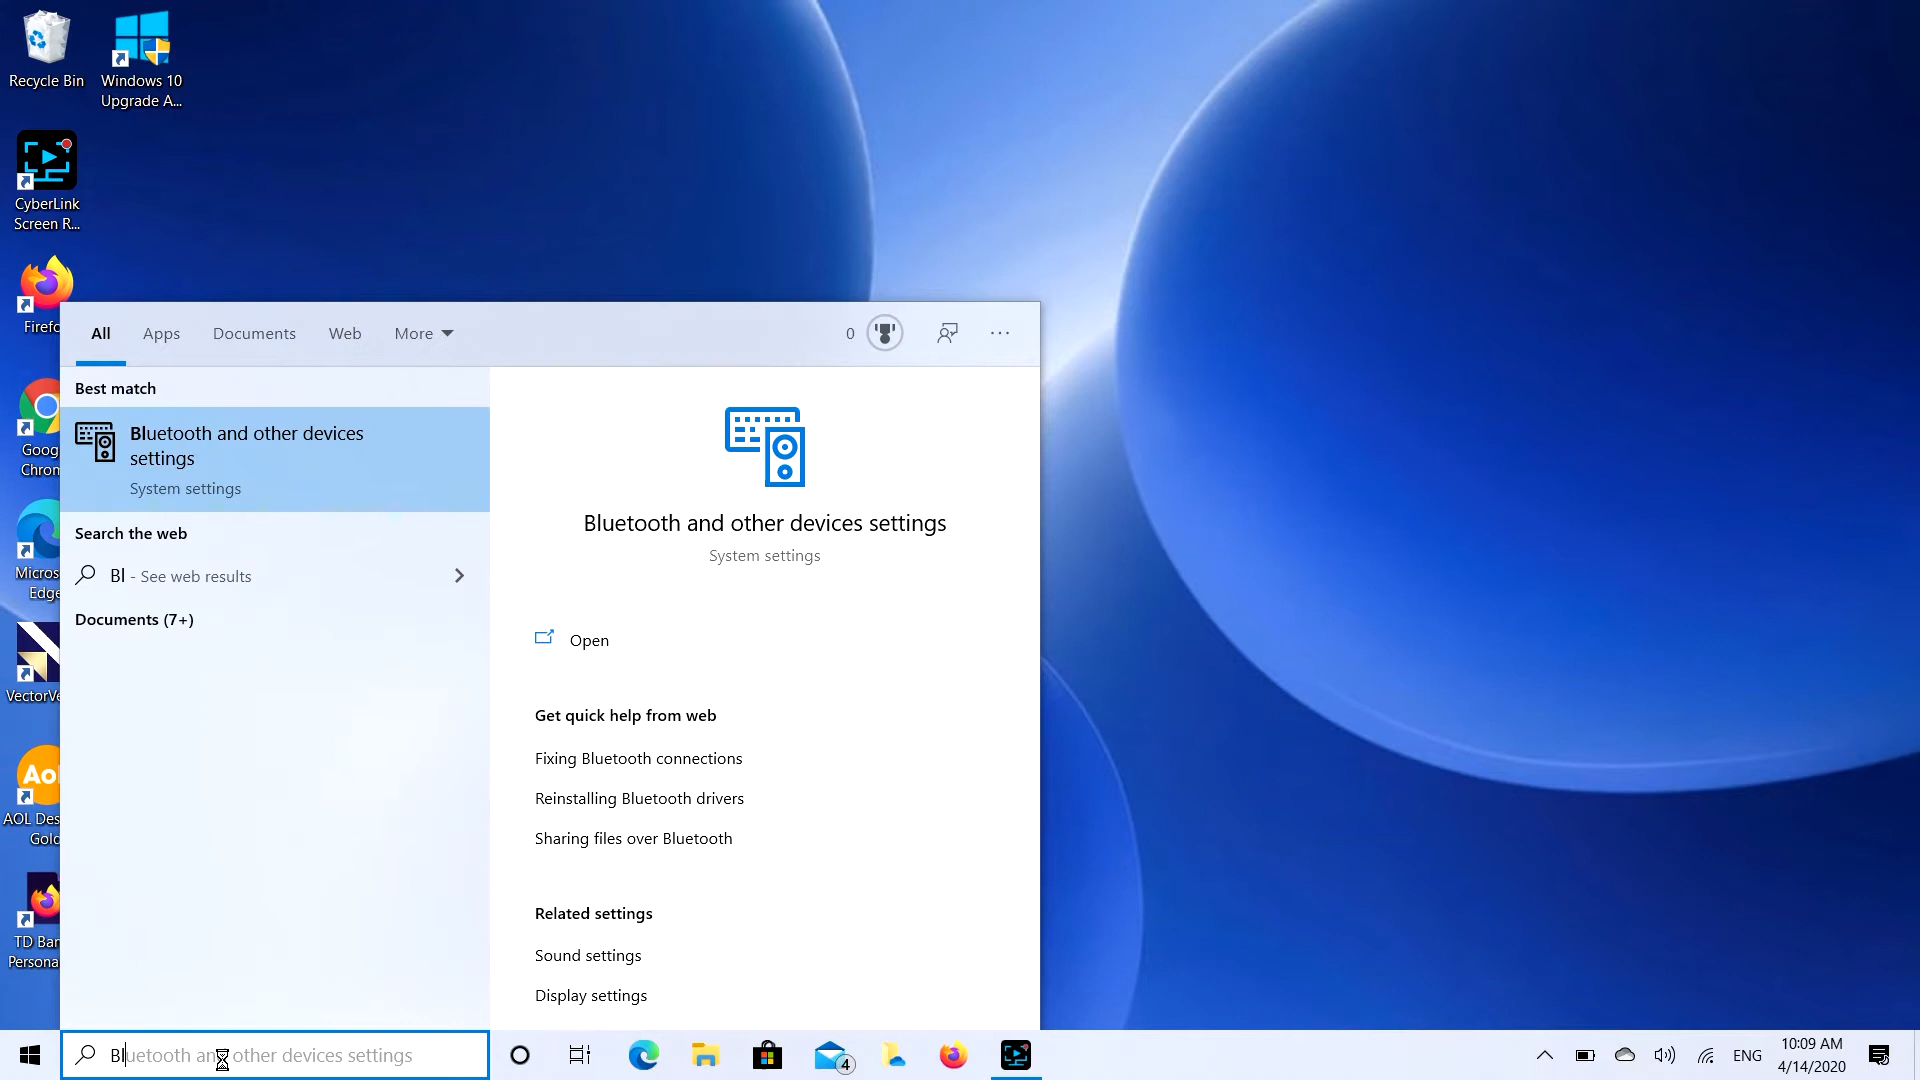 Recycle Bin
Windows 10
Upgrade A...
CyberLink
Screen R...
Firefo
Goog
Chrom
Micros
Edge
VectorVe
Aol
AOL Des
Gold
TD Ban
Persona
All
Apps
Documents
Web
More
0
Best match
Bluetooth and other devices
settings
System settings
Search the web
Bl - See web results
Documents (7+)
Bluetooth and other devices settings
System settings
Open
Get quick help from web
Fixing Bluetooth connections
Reinstalling Bluetooth drivers
Sharing files over Bluetooth
Related settings
Sound settings
Display settings
Bluetooth and other devices settings
4
ENG
10:09 AM
4/14/2020